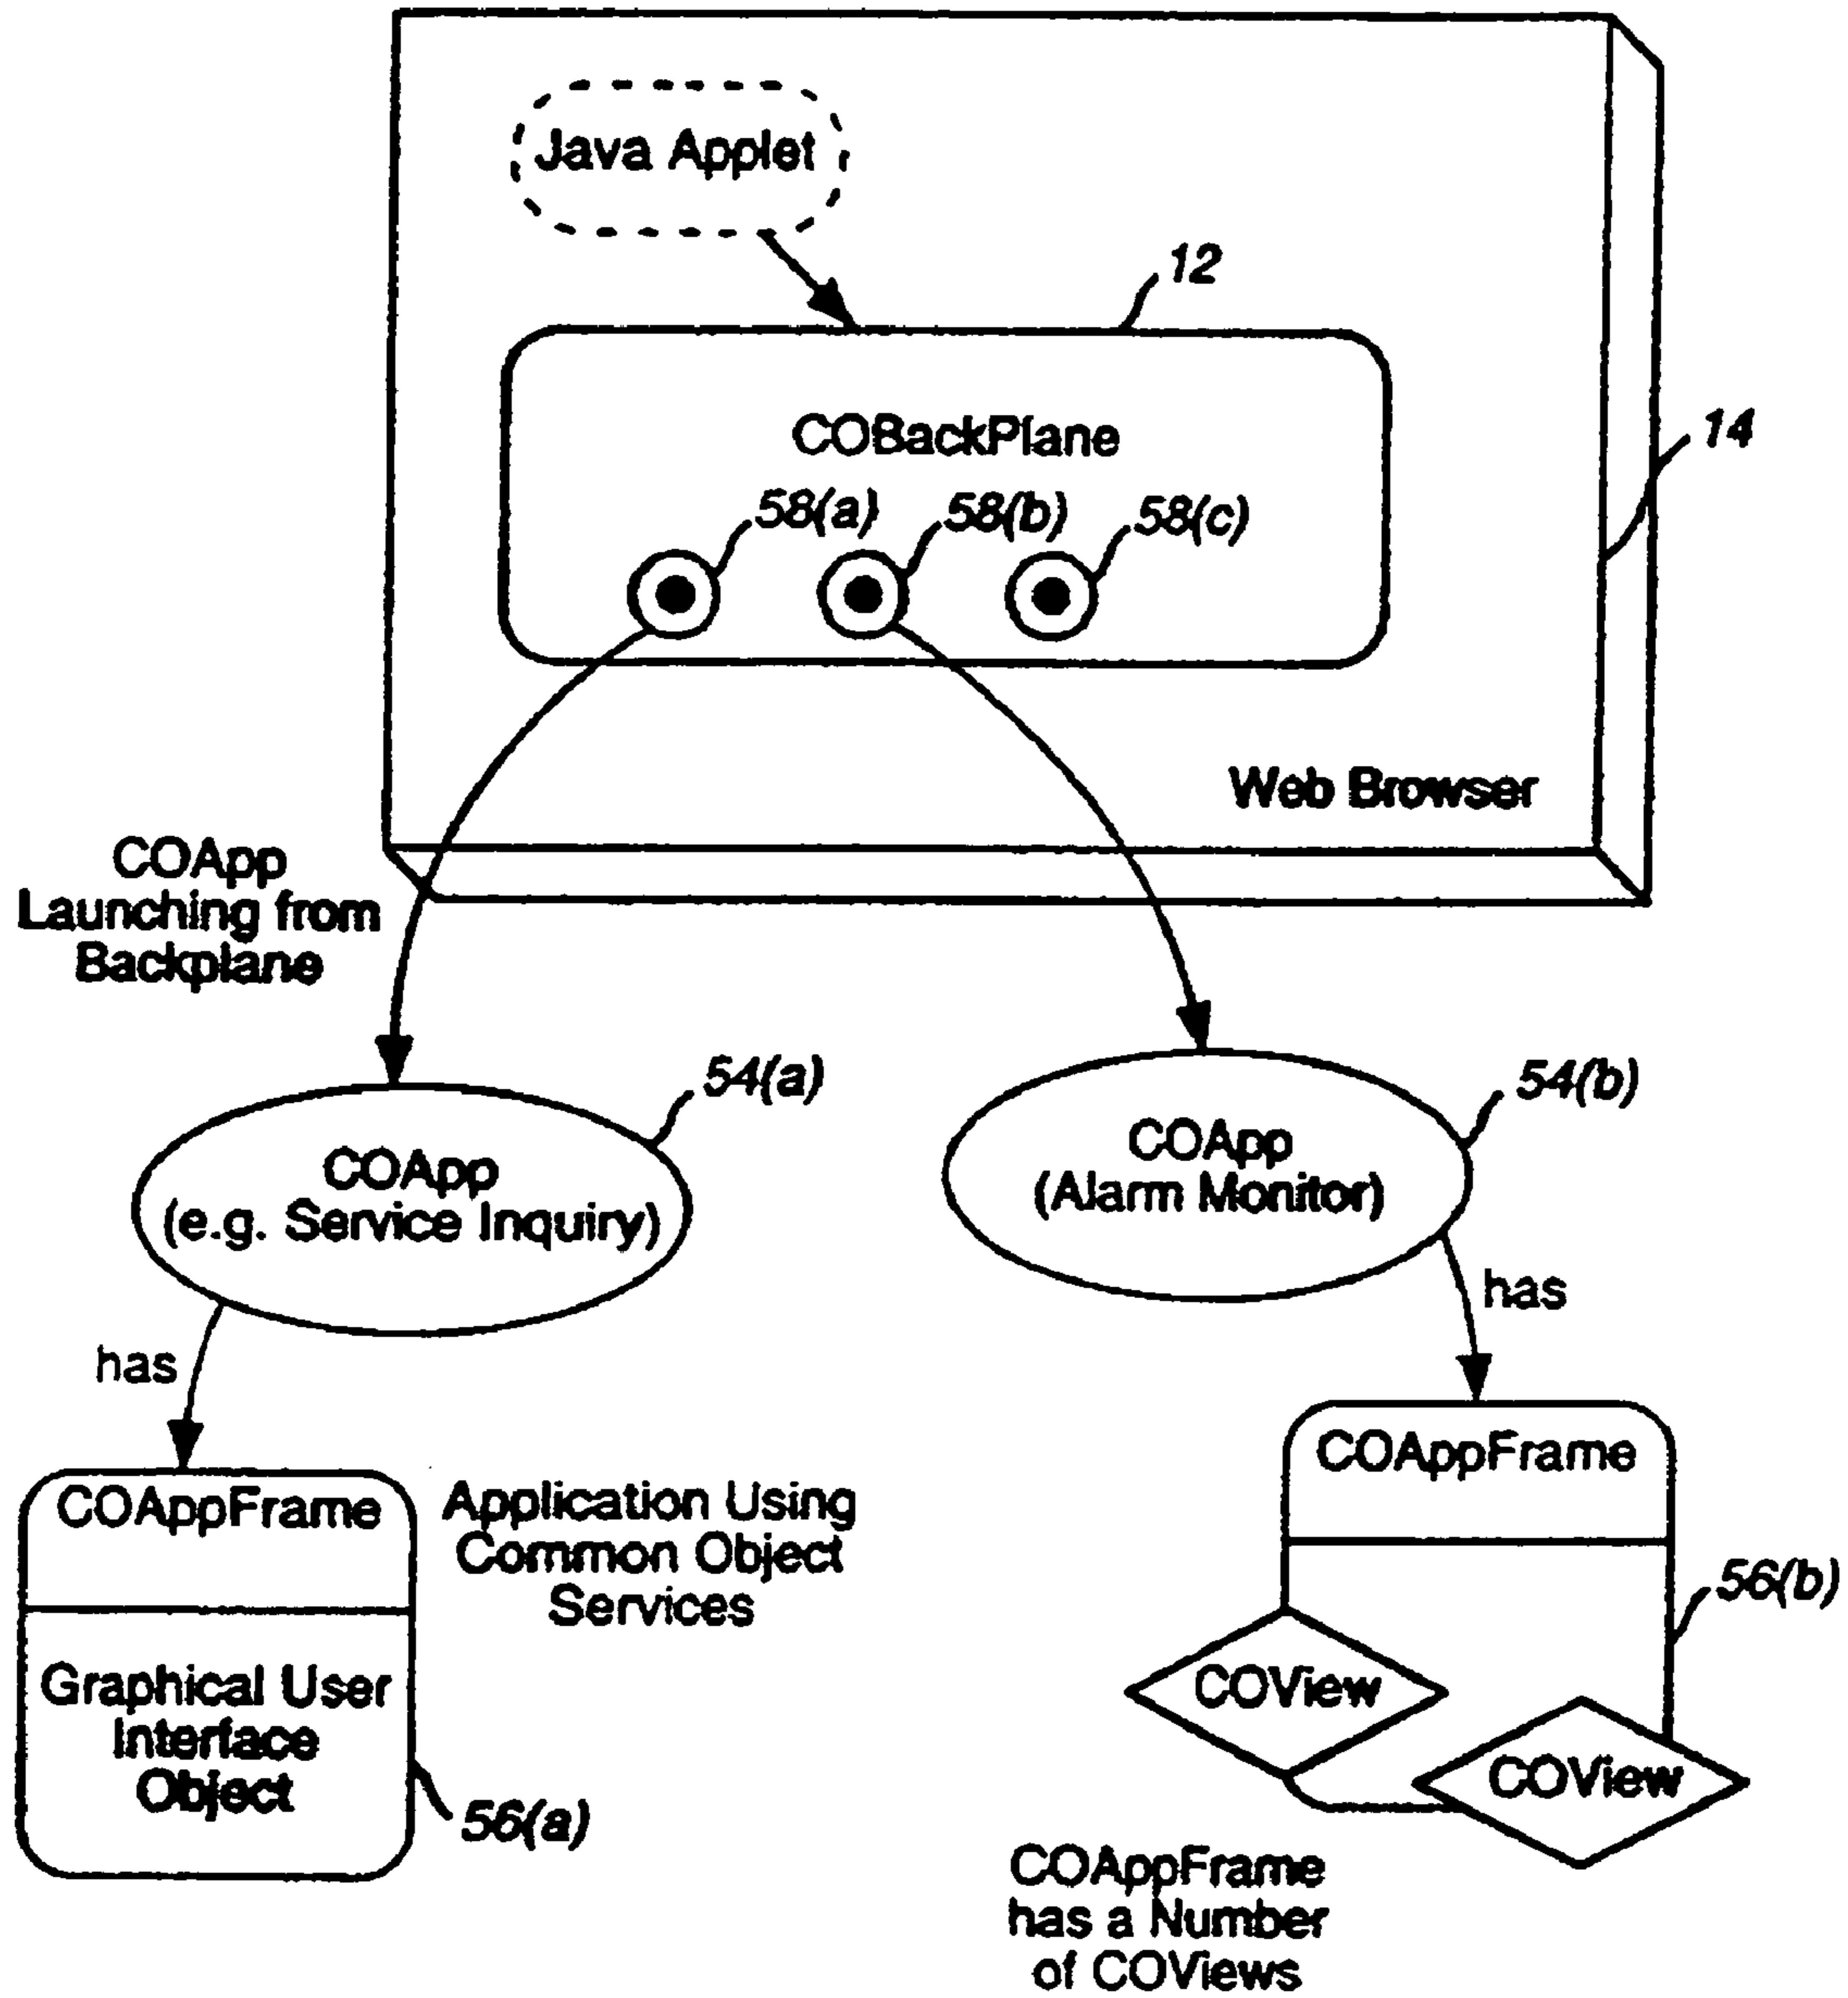 Java Applet
12
COBackPlane
14
58(a)
58(b)
58(c)
Web Browser
COApp
Launching from
Backplane
54(a)
54(b)
COApp
(e.g. Service Inquiry)
COApp
(Alarm Monitor)
has
has
COAppFrame
Application Using
Common Object
Services
COAppFrame
56(b)
Graphical User
Interface
Object
COView
COView
56(a)
COAppFrame
has a Number
of COViews